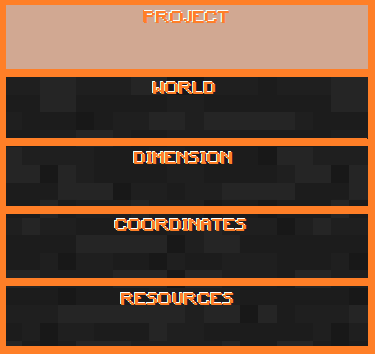 PROJECT
WORLD
DIMENSION
COORDINATES
RESOURCES